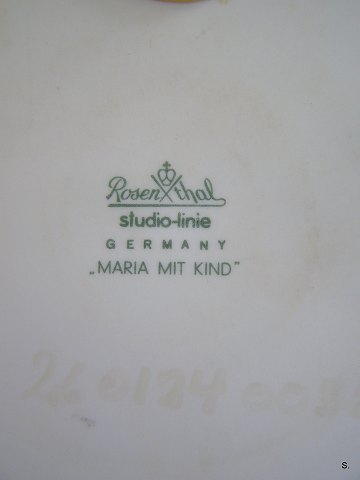 Rosenthal
studio-linie
GERMANY
„MARIA MIT KIND”
S.